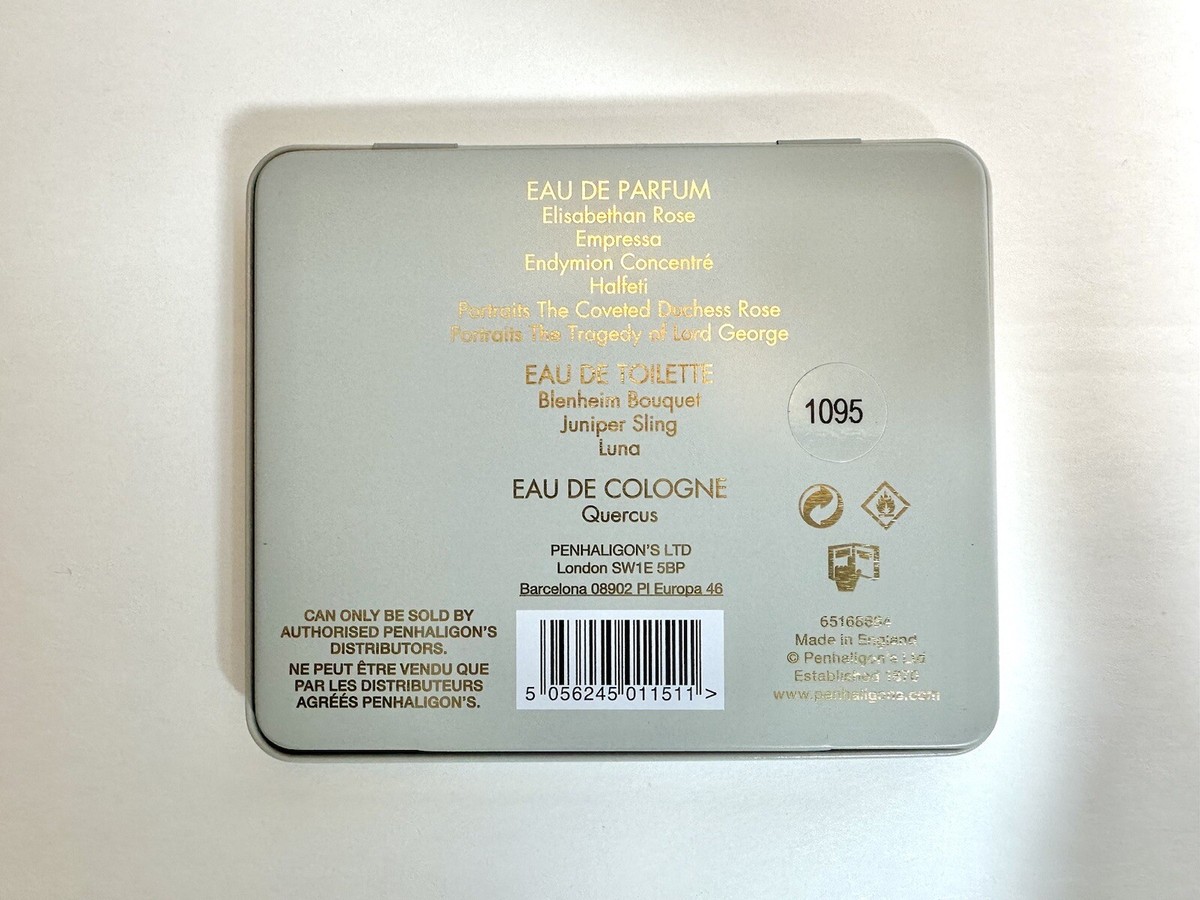 EAU DE PARFUM
Elisabethan Rose
Empressa
Endymion Concentré
Halfeti
Portraits The Coveted Duchess Rose
Portraits The Tragedy of Lord George
EAU DE TOILETTE
Blenheim Bouquet
Juniper Sling
Luna
EAU DE COLOGNE
Quercus
1095
PENHALIGON'S LTD
London SW1E 5BP
Barcelona 08902 Pl Europa 46
CAN ONLY BE SOLD BY
AUTHORISED PENHALIGON'S
DISTRIBUTORS.
NE PEUT ÊTRE VENDU QUE
PAR LES DISTRIBUTEURS
AGRÉÉS PENHALIGON'S.
5 056245 011511 >
Made in England
© Penhaligon's Ltd
Established
www.penhaligons.com